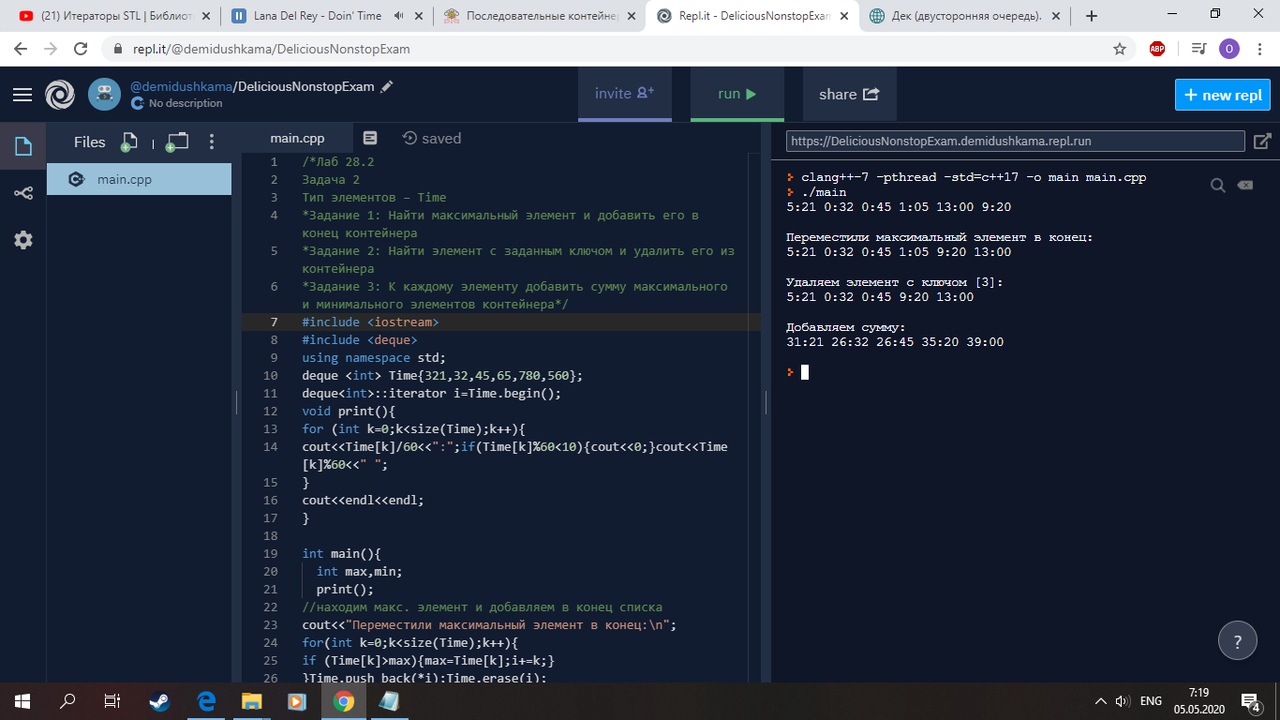 (21) Итераторы STL | Библиот
Lana Del Rey - Doin' Time
Последовательные контейнер
Repl.it - DeliciousNonstopExam
Дек (двусторонняя очередь).
repl.it/@demidushkama/DeliciousNonstopExam
ABP
O
@demidushkama/DeliciousNonstopExam
No description
invite
run
share
+ new repl
Files
main.cpp
main.cpp
saved
1 /*Лаб 28.2
2 Задача 2
3 Тип элементов – Time
4 *Задание 1: Найти максимальный элемент и добавить его в
конец контейнера
5 *Задание 2: Найти элемент с заданным ключом и удалить его из
контейнера
6 *Задание 3: К каждому элементу добавить сумму максимального
и минимального элементов контейнера*/
7 #include <iostream>
8 #include <deque>
9 using namespace std;
10 deque <int> Time{321,32,45,65,780,560};
11 deque<int>::iterator i=Time.begin();
12 void print(){
13 for (int k=0;k<size(Time);k++){
14 cout<<Time[k]/60<<":";if(Time[k]%60<10){cout<<0;}cout<<Time
[k]%60<<" ";
15 }
16 cout<<endl<<endl;
17 }
18
19 int main(){
20 int max,min;
21 print();
22 //находим макс. элемент и добавляем в конец списка
23 cout<<"Переместили максимальный элемент в конец:\n";
24 for(int k=0;k<size(Time);k++){
25 if (Time[k]>max){max=Time[k];i+=k;}
26 }Time.push_back(*i);Time.erase(i);
https://DeliciousNonstopExam.demidushkama.repl.run
clang++-7 -pthread -std=c++17 -o main main.cpp
./main
5:21 0:32 0:45 1:05 13:00 9:20
Переместили максимальный элемент в конец:
5:21 0:32 0:45 1:05 9:20 13:00
Удаляем элемент с ключом [3]:
5:21 0:32 0:45 9:20 13:00
Добавляем сумму:
31:21 26:32 26:45 35:20 39:00
?
ENG
7:19
05.05.2020
4